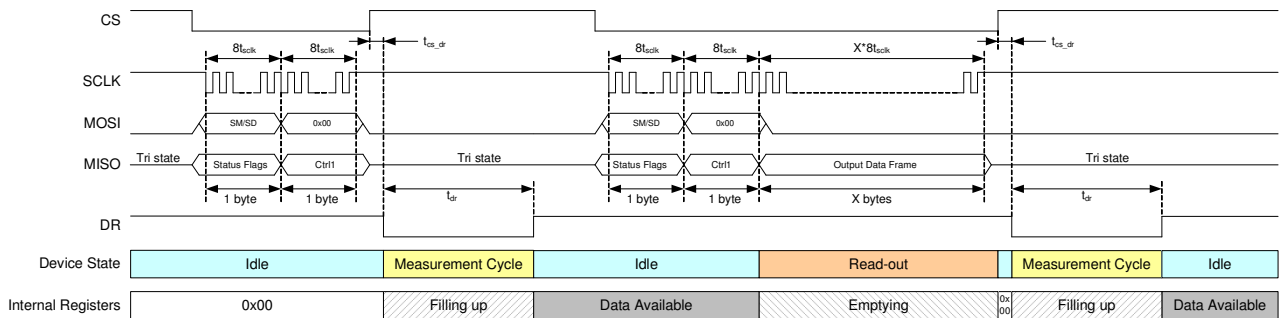 CS
t_cs_dr t_cs_dr
8t_sclk 8t_sclk 8t_sclk 8t_sclk X*8t_sclk
SCLK
MOSI SM/SD 0x00 SM/SD 0x00
MISO Tri state Status Flags Ctrl1 Tri state Status Flags Ctrl1 Output Data Frame Tri state
1 byte 1 byte t_dr 1 byte 1 byte X bytes t_dr
DR
Device State Idle Measurement Cycle Idle Read-out Measurement Cycle Idle
Internal Registers 0x00 Filling up Data Available Emptying 0x00 Filling up Data Available